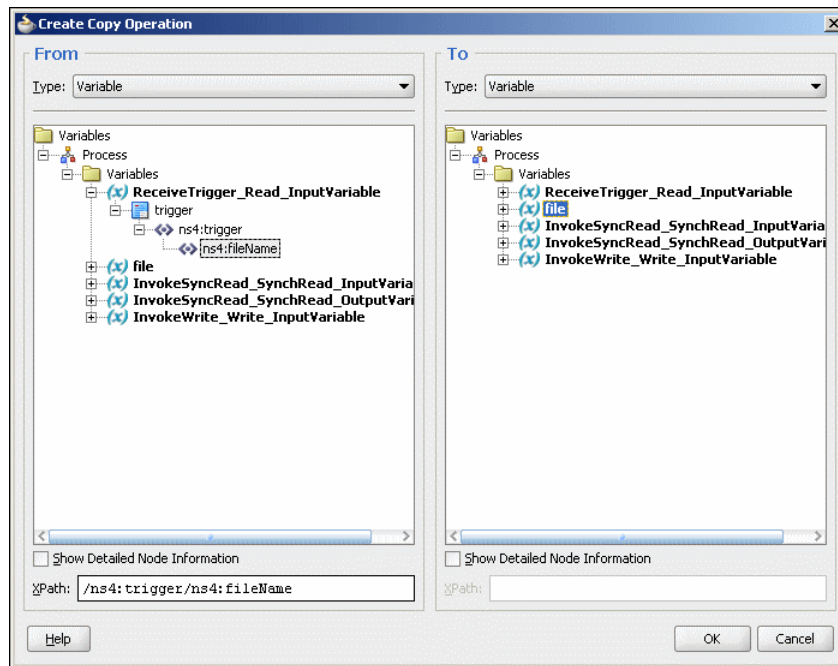 Create Copy Operation
From
Type: Variable
Variables
Process
Variables
ReceiveTrigger_Read_InputVariable
trigger
ns4:trigger
ns4:fileName
file
InvokeSyncRead_SynchRead_InputVariable
InvokeSyncRead_SynchRead_OutputVari
InvokeWrite_Write_InputVariable
Show Detailed Node Information
XPath: /ns4:trigger/ns4:fileName
To
Type: Variable
Variables
Process
Variables
ReceiveTrigger_Read_InputVariable
file
InvokeSyncRead_SynchRead_InputVaria
InvokeSyncRead_SynchRead_OutputVari
InvokeWrite_Write_InputVariable
Show Detailed Node Information
XPath:
Help
OK
Cancel